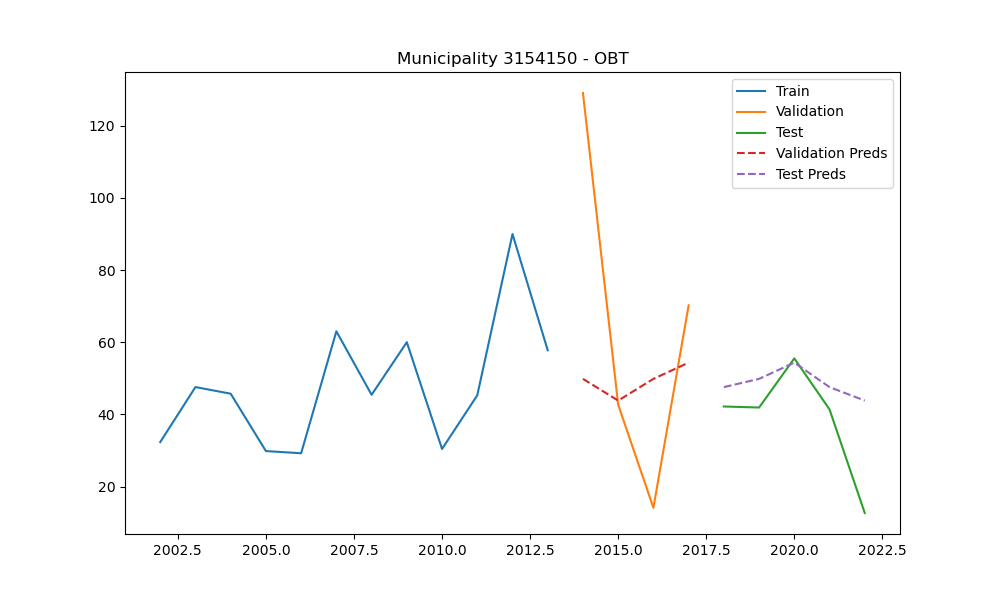 Municipality 3154150 - OBT
Train
Validation
Test
Validation Preds
Test Preds
120
100
80
60
40
20
2002.5 2005.0 2007.5 2010.0 2012.5 2015.0 2017.5 2020.0 2022.5